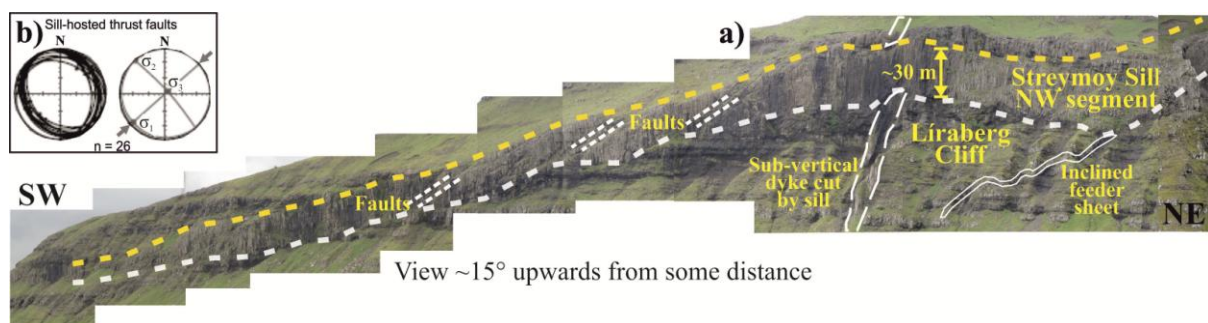 b)
Sill-hosted thrust faults
N
N
σ₂
σ₃
σ₁
n = 26
a)
~30 m
Streymoy Sill
NW segment
Faults
Líraberg
Cliff
Sub-vertical
dyke cut
by sill
Inclined
feeder
sheet
Faults
SW
NE
View ~15° upwards from some distance